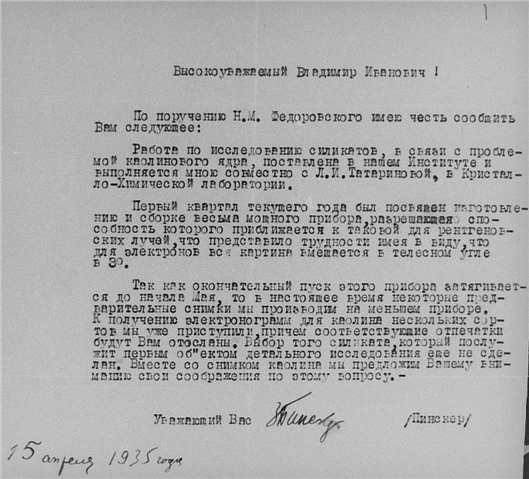 1
Высокоуважаемый Владимир Иванович !
По поручению Н.М. Федоровского имею честь сообщить
Вам следующее:
Работа по исследованию силикатов, в связи с пробле-
мой каолинового ядра, поставлена в нашем Институте и
выполняется мною совместно с Л.И.Татариновой, в Кристал-
ло-Химической лаборатории.
Первый квартал текущего года был посвящен изготовле-
нию и сборке весьма мощного прибора,разрешающая спо-
собность которого приближается к таковой для рентгенов-
ских лучей,что представило трудности имея в виду,что
для электронов вся картина вмещается в телесном угле
в 3о.
Так как окончательный пуск этого прибора затягивает-
ся до начала Мая, то в настоящее время некоторые пред-
варительные снимки мы производим на меньшем приборе.
К получению электронограмм для каолина нескольких сор-
тов мы уже приступили,причем соответствующие отпечатки
будут Вам отосланы. Выбор того силиката,который послу-
жит первым об"ектом детального исследования еще не сде-
лан. Вместе со снимком каолина мы предложим Вашему вни-
манию свои соображения по этому вопросу.-
Уважающий Вас ЗПинскер /Пинскер/
15 апреля 1935 года